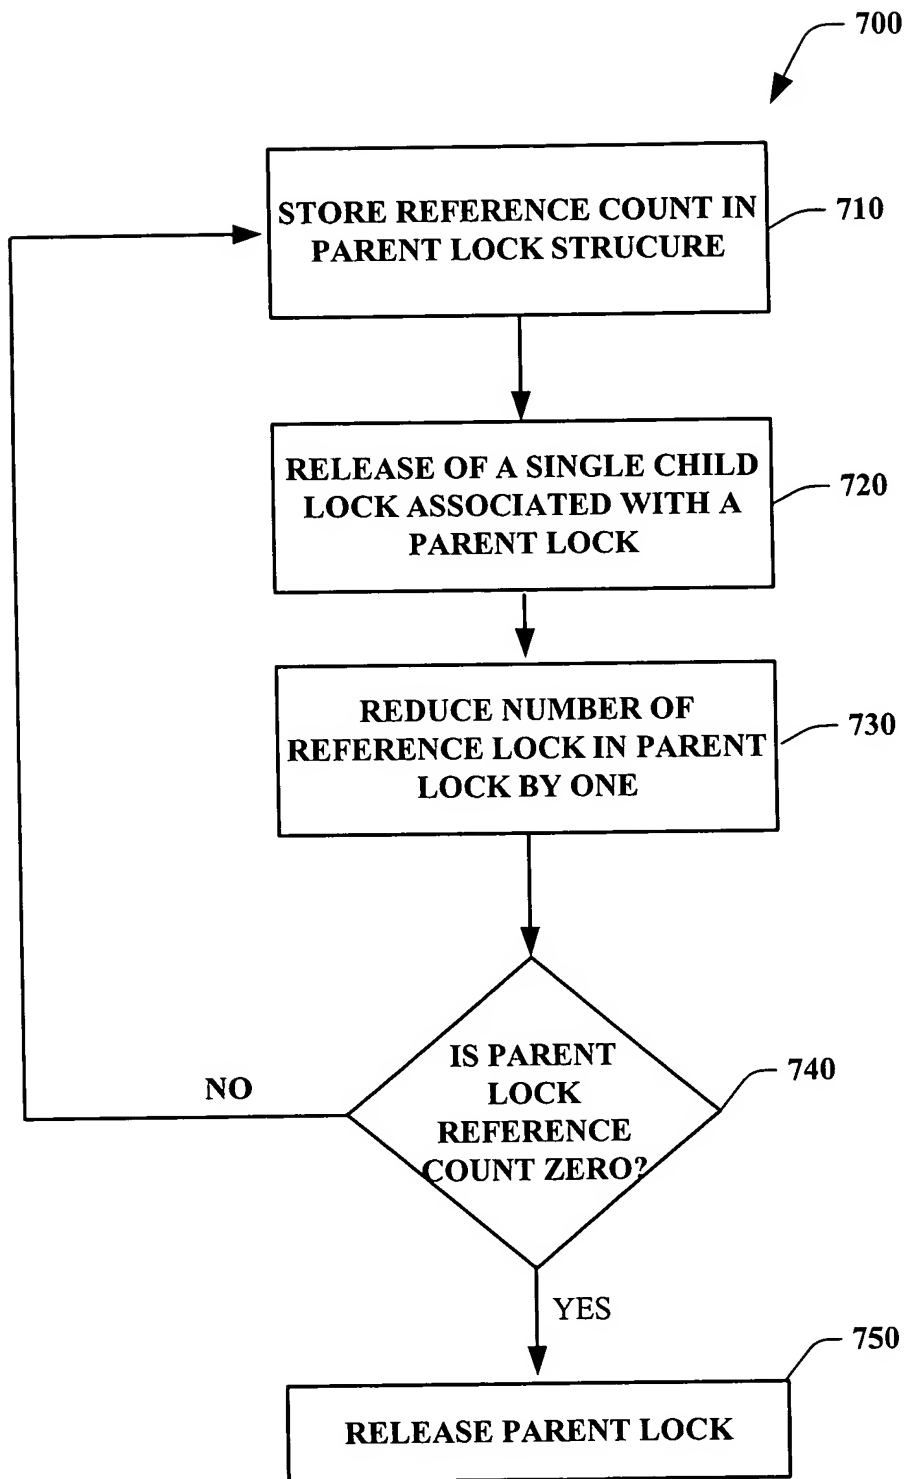 700
STORE REFERENCE COUNT IN
PARENT LOCK STRUCURE
710
RELEASE OF A SINGLE CHILD
LOCK ASSOCIATED WITH A
PARENT LOCK
720
REDUCE NUMBER OF
REFERENCE LOCK IN PARENT
LOCK BY ONE
730
IS PARENT
LOCK
REFERENCE
COUNT ZERO?
740
NO
YES
750
RELEASE PARENT LOCK